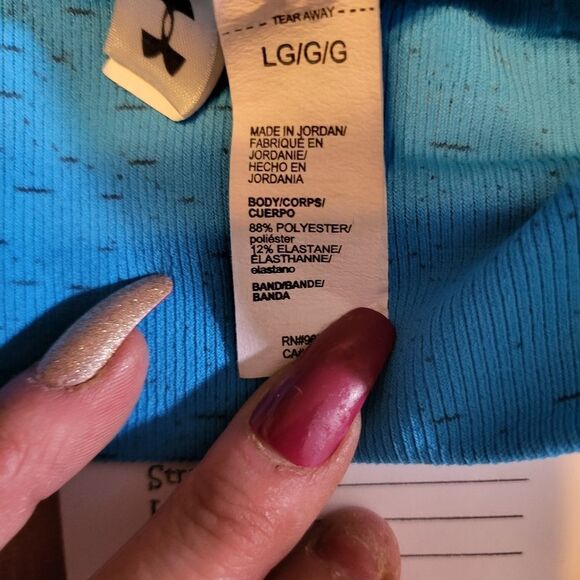 TEAR AWAY
LG/G/G
MADE IN JORDAN/
FABRIQUÉ EN
JORDANIE/
HECHO EN
JORDANIA
BODY/CORPS/
CUERPO
88% POLYESTER/
poliéster
12% ELASTANE/
ÉLASTHANNE/
elastano
BAND/BANDE/
BANDA